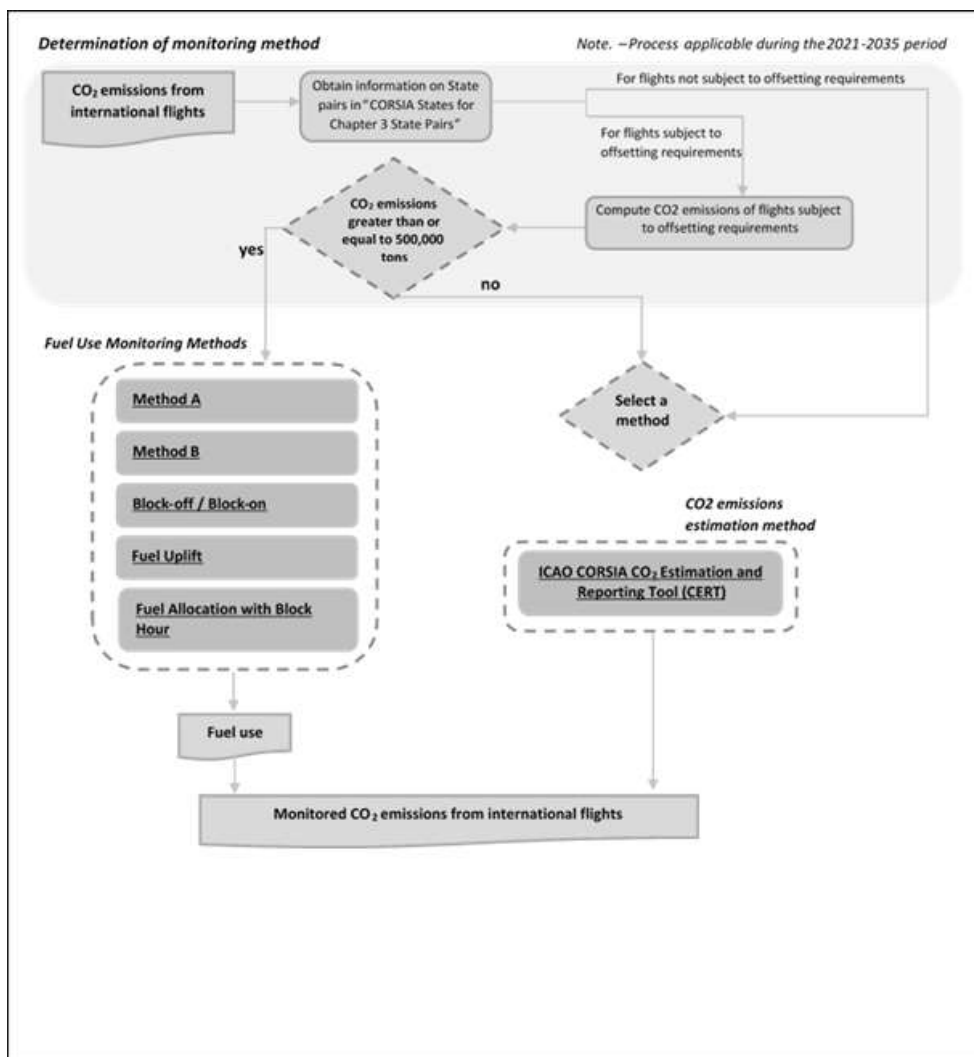 Determination of monitoring method
Note. –Process applicable during the 2021-2035 period
CO₂ emissions from
international flights
Obtain information on State
pairs in "CORSIA States for
Chapter 3 State Pairs"
For flights not subject to offsetting requirements
For flights subject to
offsetting requirements
CO₂ emissions
greater than or
equal to 500,000
tons
Compute CO2 emissions of flights subject
to offsetting requirements
yes
no
Fuel Use Monitoring Methods
Method A
Method B
Block-off / Block-on
Fuel Uplift
Fuel Allocation with Block
Hour
Select a
method
CO2 emissions
estimation method
ICAO CORSIA CO₂ Estimation and
Reporting Tool (CERT)
Fuel use
Monitored CO₂ emissions from international flights